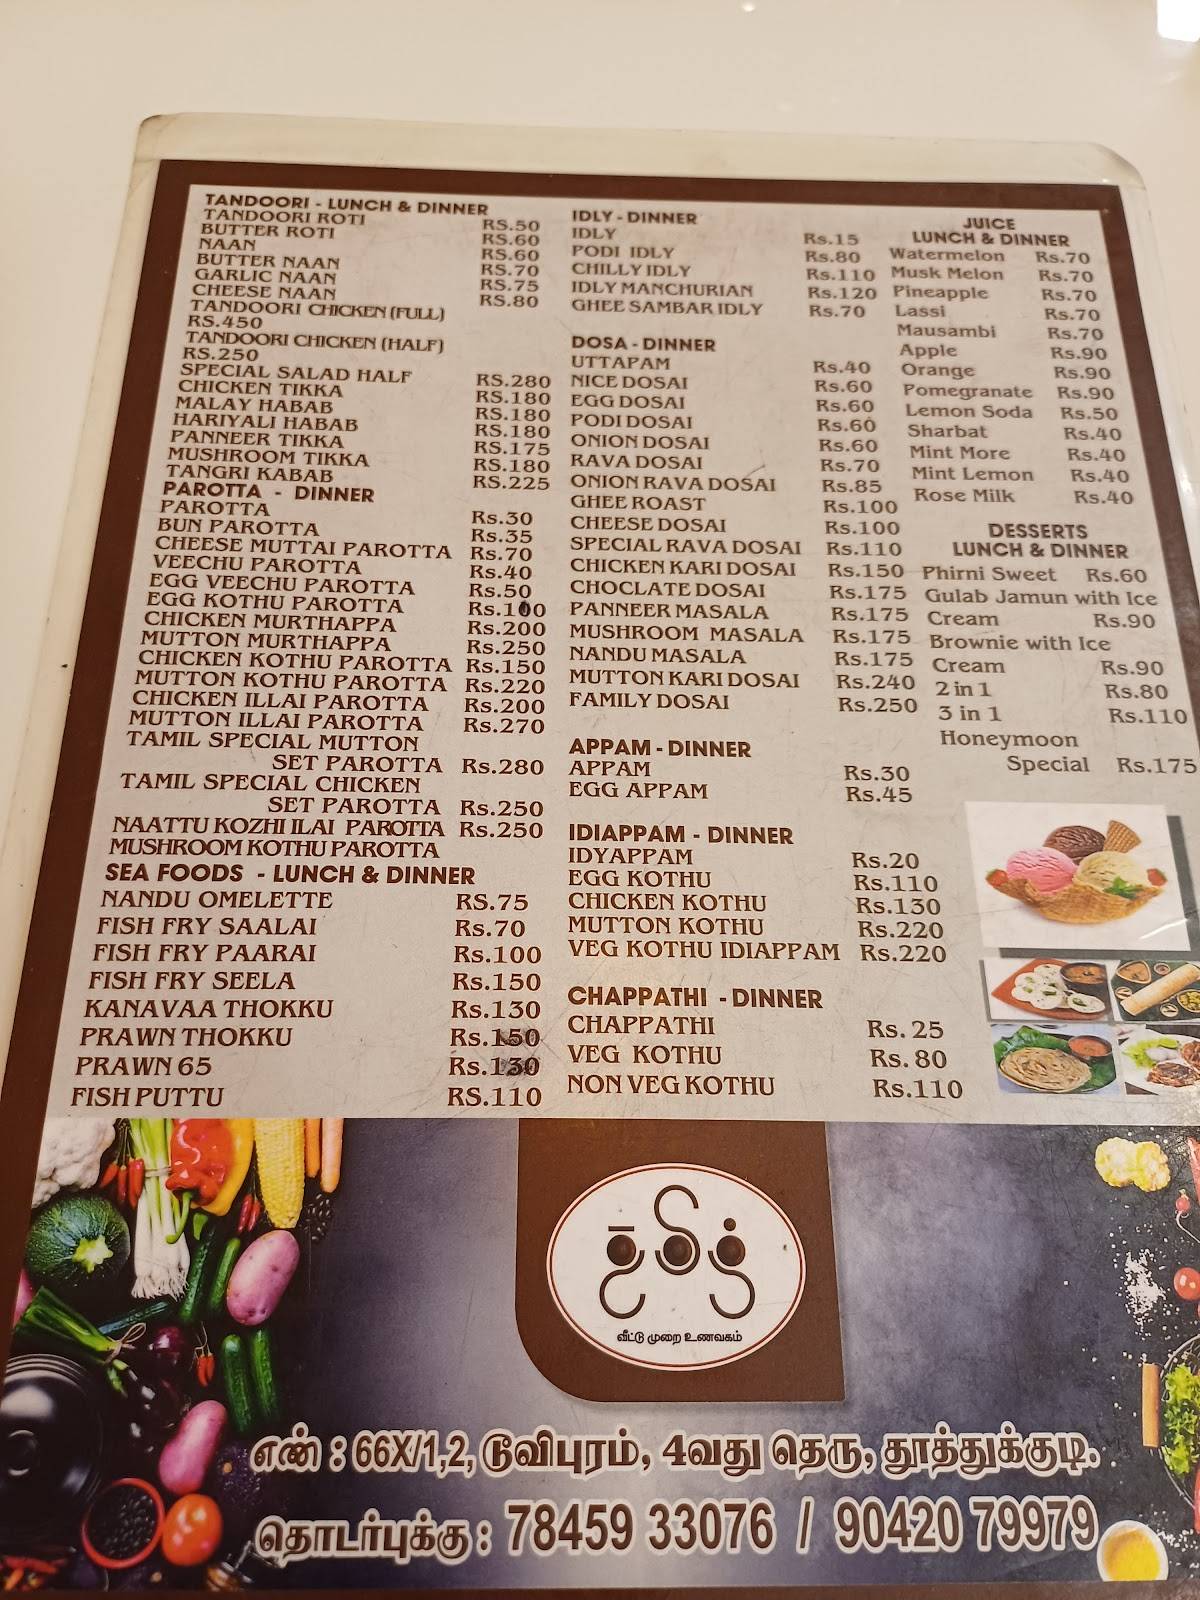 TANDOORI - LUNCH & DINNER
TANDOORI ROTI RS.50
BUTTER ROTI RS.60
NAAN RS.60
BUTTER NAAN RS.70
GARLIC NAAN RS.75
CHEESE NAAN RS.80
TANDOORI CHICKEN (FULL)
RS.450
TANDOORI CHICKEN (HALF)
RS.250
SPECIAL SALAD HALF RS.280
CHICKEN TIKKA RS.180
MALAY HABAB RS.180
HARIYALI HABAB RS.180
PANNEER TIKKA RS.175
MUSHROOM TIKKA RS.180
TANGRI KABAB RS.225
PAROTTA - DINNER
PAROTTA Rs.30
BUN PAROTTA Rs.35
CHEESE MUTTAI PAROTTA Rs.70
VEECHU PAROTTA Rs.40
EGG VEECHU PAROTTA Rs.50
EGG KOTHU PAROTTA Rs.100
CHICKEN MURTHAPPA Rs.200
MUTTON MURTHAPPA Rs.250
CHICKEN KOTHU PAROTTA Rs.150
MUTTON KOTHU PAROTTA Rs.220
CHICKEN ILLAI PAROTTA Rs.200
MUTTON ILLAI PAROTTA Rs.270
TAMIL SPECIAL MUTTON
SET PAROTTA Rs.280
TAMIL SPECIAL CHICKEN
SET PAROTTA Rs.250
NAATTU KOZHI ILAI PAROTTA Rs.250
MUSHROOM KOTHU PAROTTA
SEA FOODS - LUNCH & DINNER
NANDU OMELETTE RS.75
FISH FRY SAALAI Rs.70
FISH FRY PAARAI Rs.100
FISH FRY SEELA Rs.150
KANAVAA THOKKU Rs.130
PRAWN THOKKU Rs.150
PRAWN 65 Rs.130
FISH PUTTU RS.110
IDLY - DINNER
IDLY Rs.15
PODI IDLY Rs.80
CHILLY IDLY Rs.110
IDLY MANCHURIAN Rs.120
GHEE SAMBAR IDLY Rs.70
DOSA - DINNER
UTTAPAM Rs.40
NICE DOSAI Rs.60
EGG DOSAI Rs.60
PODI DOSAI Rs.60
ONION DOSAI Rs.60
RAVA DOSAI Rs.70
ONION RAVA DOSAI Rs.85
GHEE ROAST Rs.100
CHEESE DOSAI Rs.100
SPECIAL RAVA DOSAI Rs.110
CHICKEN KARI DOSAI Rs.150
CHOCLATE DOSAI Rs.175
PANNEER MASALA Rs.175
MUSHROOM MASALA Rs.175
NANDU MASALA Rs.175
MUTTON KARI DOSAI Rs.240
FAMILY DOSAI Rs.250
APPAM - DINNER
APPAM Rs.30
EGG APPAM Rs.45
IDIAPPAM - DINNER
IDYAPPAM Rs.20
EGG KOTHU Rs.110
CHICKEN KOTHU Rs.130
MUTTON KOTHU Rs.220
VEG KOTHU IDIAPPAM Rs.220
CHAPPATHI - DINNER
CHAPPATHI Rs. 25
VEG KOTHU Rs. 80
NON VEG KOTHU Rs.110
JUICE
LUNCH & DINNER
Watermelon Rs.70
Musk Melon Rs.70
Pineapple Rs.70
Lassi Rs.70
Mausambi Rs.70
Apple Rs.90
Orange Rs.90
Pomegranate Rs.90
Lemon Soda Rs.50
Sharbat Rs.40
Mint More Rs.40
Mint Lemon Rs.40
Rose Milk Rs.40
DESSERTS
LUNCH & DINNER
Phirni Sweet Rs.60
Gulab Jamun with Ice
Cream Rs.90
Brownie with Ice
Cream Rs.90
2 in 1 Rs.80
3 in 1 Rs.110
Honeymoon
Special Rs.175
வீட்டு முறை உணவகம்
எண் : 66X/1,2, டூவிபுரம், 4வது தெரு, தூத்துக்குடி.
தொடர்புக்கு : 78459 33076 / 90420 79979